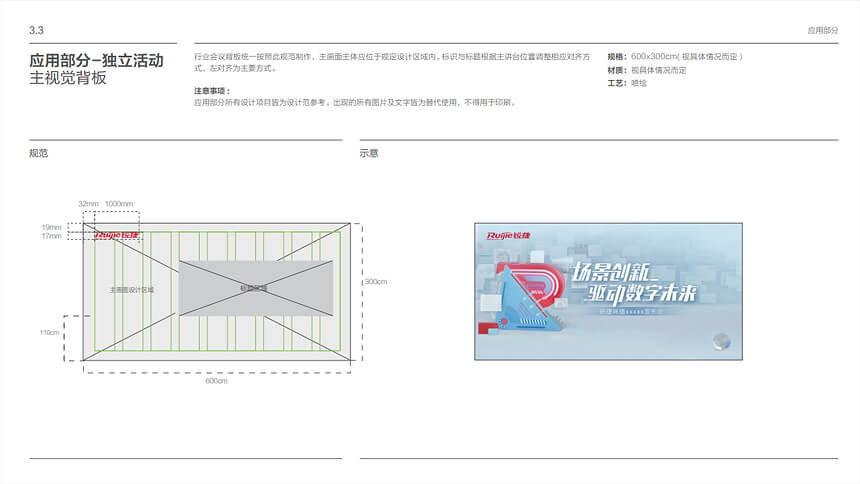 3.3
应用部分
应用部分-独立活动
主视觉背板
行业会议背板统一按照此规范制作，主画面主体应位于规定设计区域内。标识与标题根据主讲台位置调整相应对齐方
式，左对齐为主要方式。
注意事项：
应用部分所有设计项目皆为设计范参考。出现的所有图片及文字皆为替代使用，不得用于印刷。
规格：600x300cm( 视具体情况而定 )
材质：视具体情况而定
工艺：喷绘
规范
示意
32mm 1000mm
19mm
17mm
Ruijie锐捷
主画面设计区域
标题区域
300cm
110cm
600cm
Ruijie锐捷
场景创新_
驱动数字未来